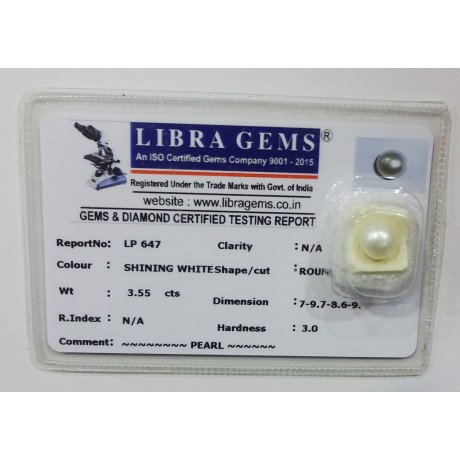 LIBRA GEMS®
An ISO Certified Gems Company 9001 - 2015
Registered Under the Trade Marks with Govt. of India
website : www.libragems.co.in
GEMS & DIAMOND CERTIFIED TESTING REPORT
ReportNo: LP 647 Clarity : N/A
Colour : SHINING WHITE Shape/cut : ROUN
Wt : 3.55 cts Dimension : 7-9.7-8.6-9.
R.Index : N/A Hardness : 3.0
Comment: ~~~~~~~~ PEARL ~~~~~~